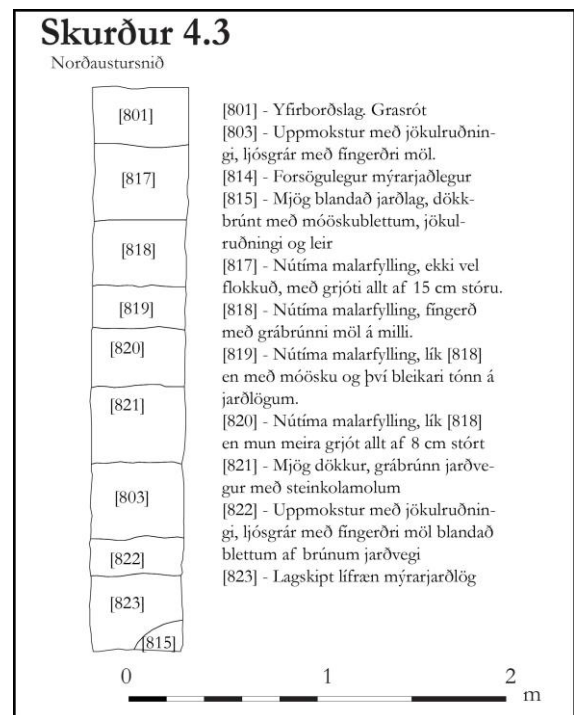 Skurður 4.3
Norðaustursnið
[801]
[817]
[818]
[819]
[820]
[821]
[803]
[822]
[823]
[815]
[801] - Yfirborðslag. Grasrót
[803] - Uppmokstur með jökulruðnin-
gi, ljósgrár með fíngerðri möl.
[814] - Forsögulegur mýrarjaðlegur
[815] - Mjög blandað jarðlag, dökk-
brúnt með móöskublettum, jökul-
ruðningi og leir
[817] - Nútíma malarfylling, ekki vel
flokkuð, með grjóti allt af 15 cm stóru.
[818] - Nútíma malarfylling, fíngerð
með grábrúnni möl á milli.
[819] - Nútíma malarfylling, lík [818]
en með móösku og því bleikari tónn á
jarðlögum.
[820] - Nútíma malarfylling, lík [818]
en mun meira grjót allt af 8 cm stórt
[821] - Mjög dökkur, grábrúnn jarðve-
gur með steinkolamolum
[822] - Uppmokstur með jökulruðnin-
gi, ljósgrár með fíngerðri möl blandað
blettum af brúnum jarðvegi
[823] - Lagskipt lífræn mýrarjarðlög
0 1 2
m